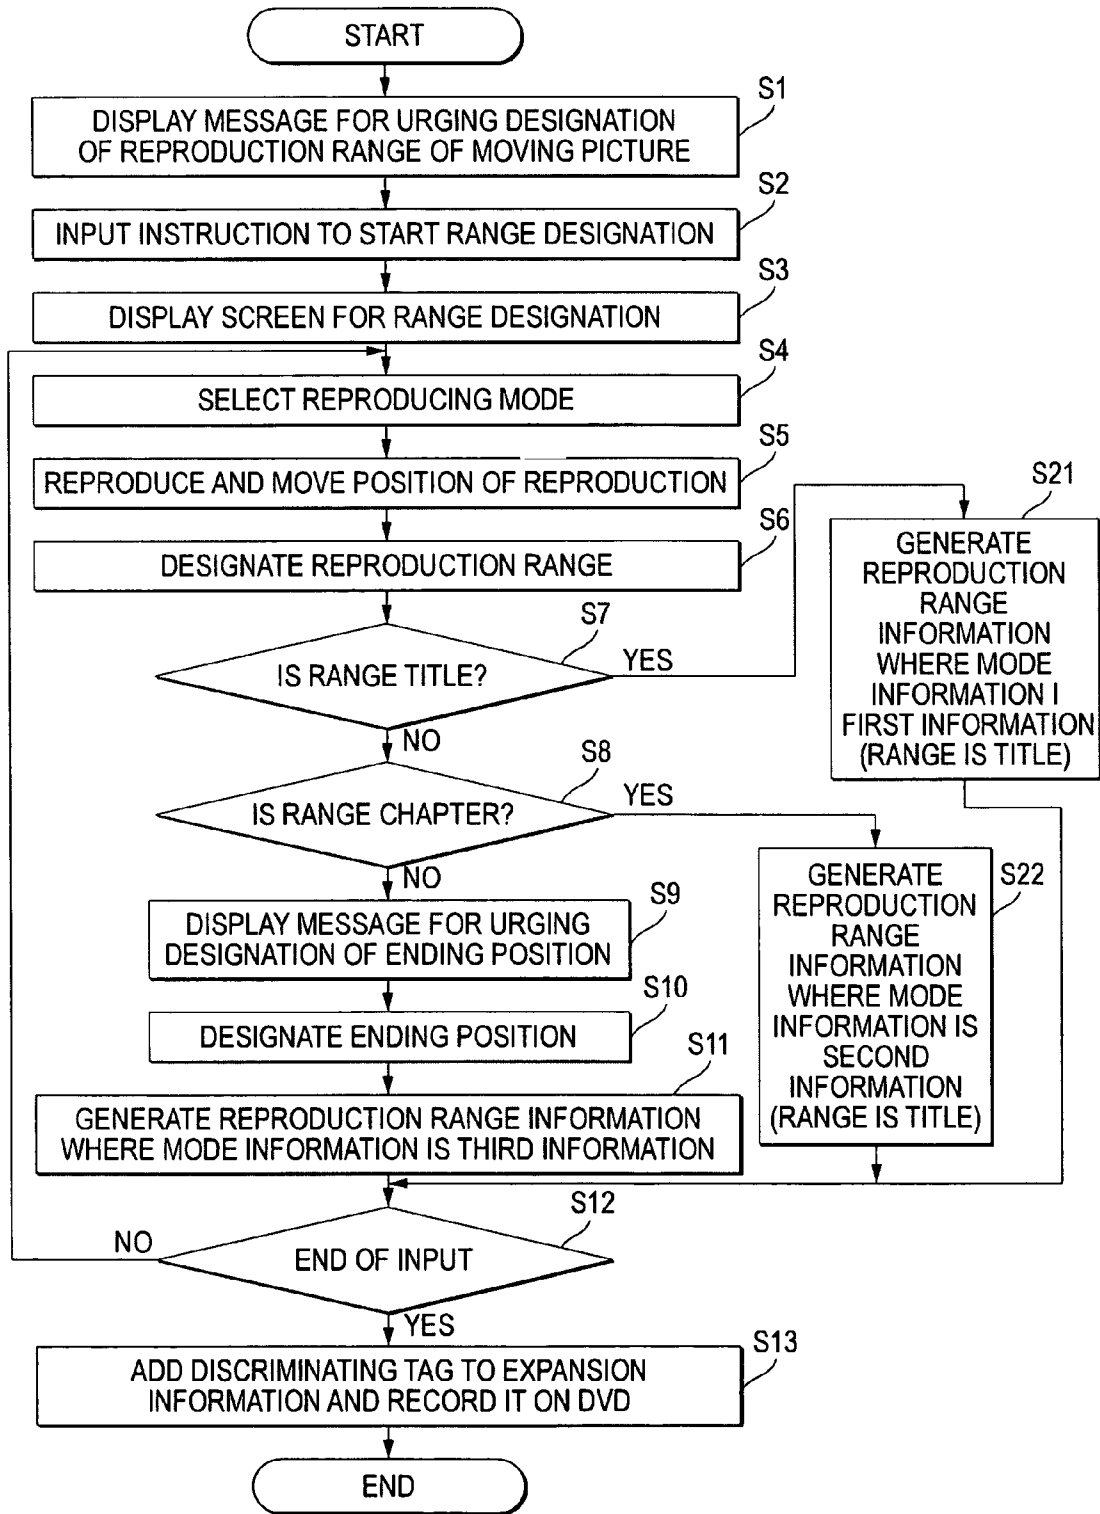 START
S1
DISPLAY MESSAGE FOR URGING DESIGNATION
OF REPRODUCTION RANGE OF MOVING PICTURE
S2
INPUT INSTRUCTION TO START RANGE DESIGNATION
S3
DISPLAY SCREEN FOR RANGE DESIGNATION
S4
SELECT REPRODUCING MODE
S5
REPRODUCE AND MOVE POSITION OF REPRODUCTION
S6
DESIGNATE REPRODUCTION RANGE
S7
IS RANGE TITLE?
YES
NO
S21
GENERATE
REPRODUCTION
RANGE
INFORMATION
WHERE MODE
INFORMATION I
FIRST INFORMATION
(RANGE IS TITLE)
S8
IS RANGE CHAPTER?
YES
NO
S22
GENERATE
REPRODUCTION
RANGE
INFORMATION
WHERE MODE
INFORMATION IS
SECOND
INFORMATION
(RANGE IS TITLE)
S9
DISPLAY MESSAGE FOR URGING
DESIGNATION OF ENDING POSITION
S10
DESIGNATE ENDING POSITION
S11
GENERATE REPRODUCTION RANGE INFORMATION
WHERE MODE INFORMATION IS THIRD INFORMATION
S12
END OF INPUT
NO
YES
S13
ADD DISCRIMINATING TAG TO EXPANSION
INFORMATION AND RECORD IT ON DVD
END